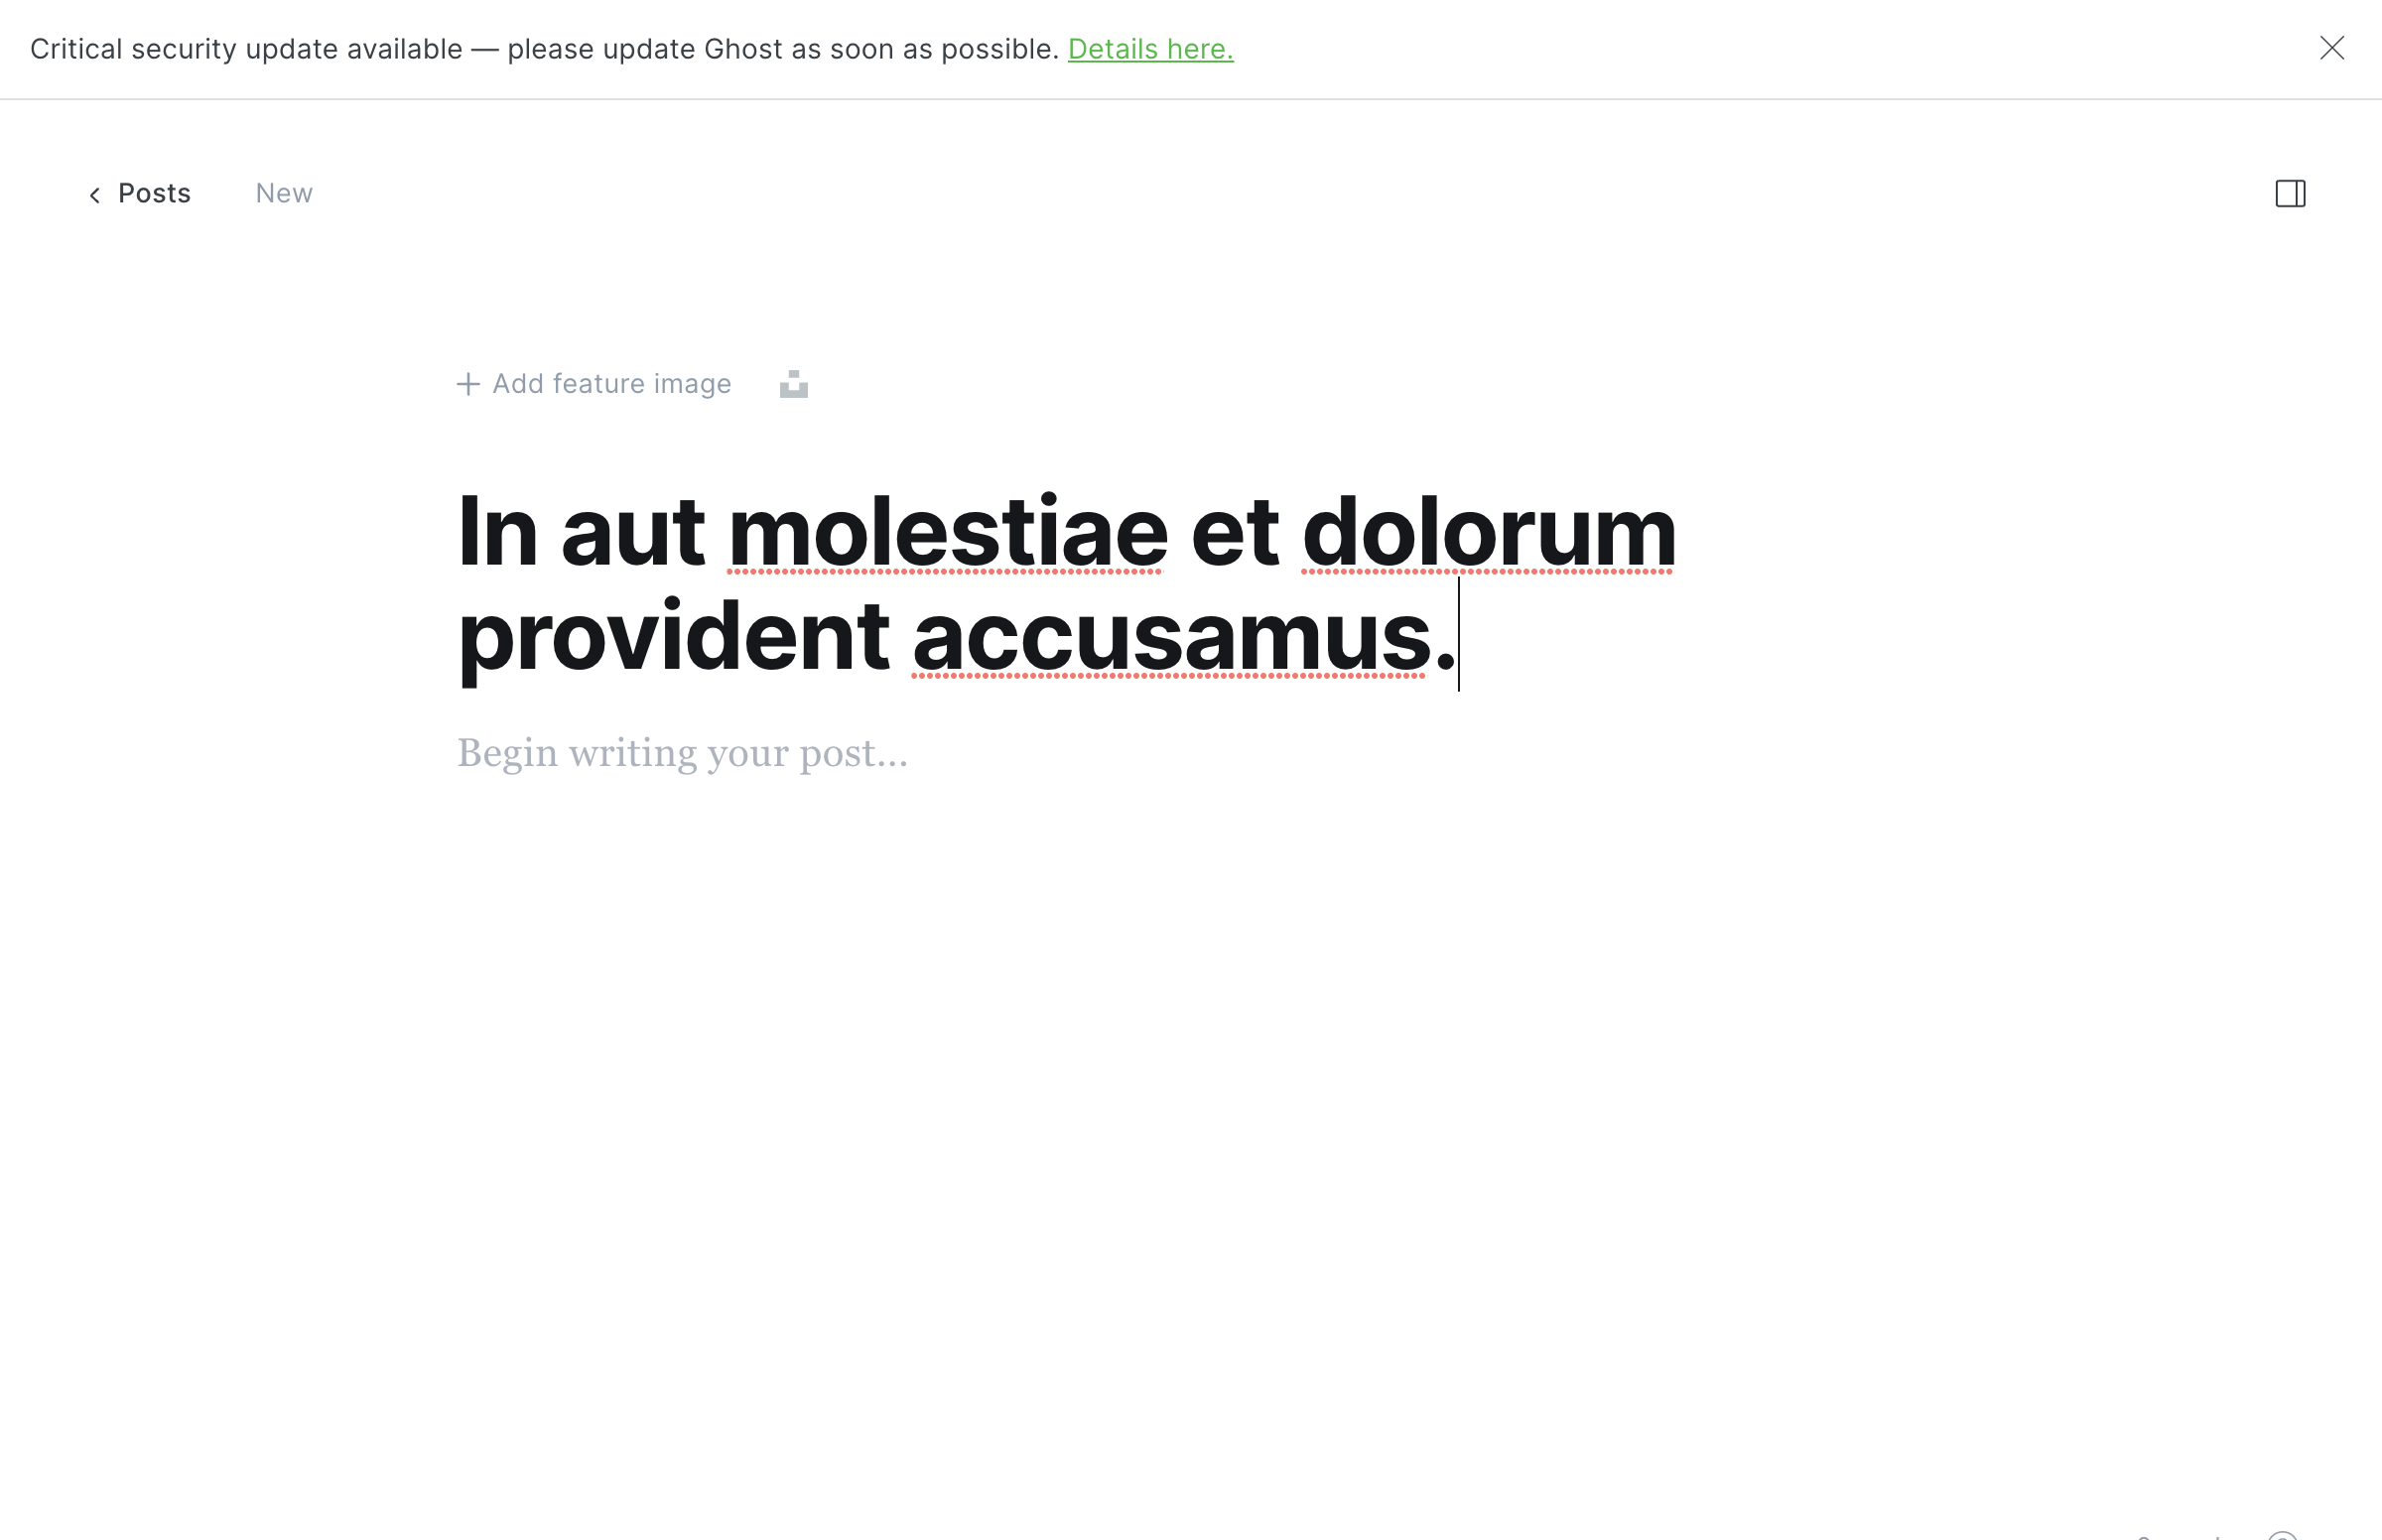 Critical security update available — please update Ghost as soon as possible. Details here.
Posts New
Add feature image
In aut molestiae et dolorum
provident accusamus.
Begin writing your post...